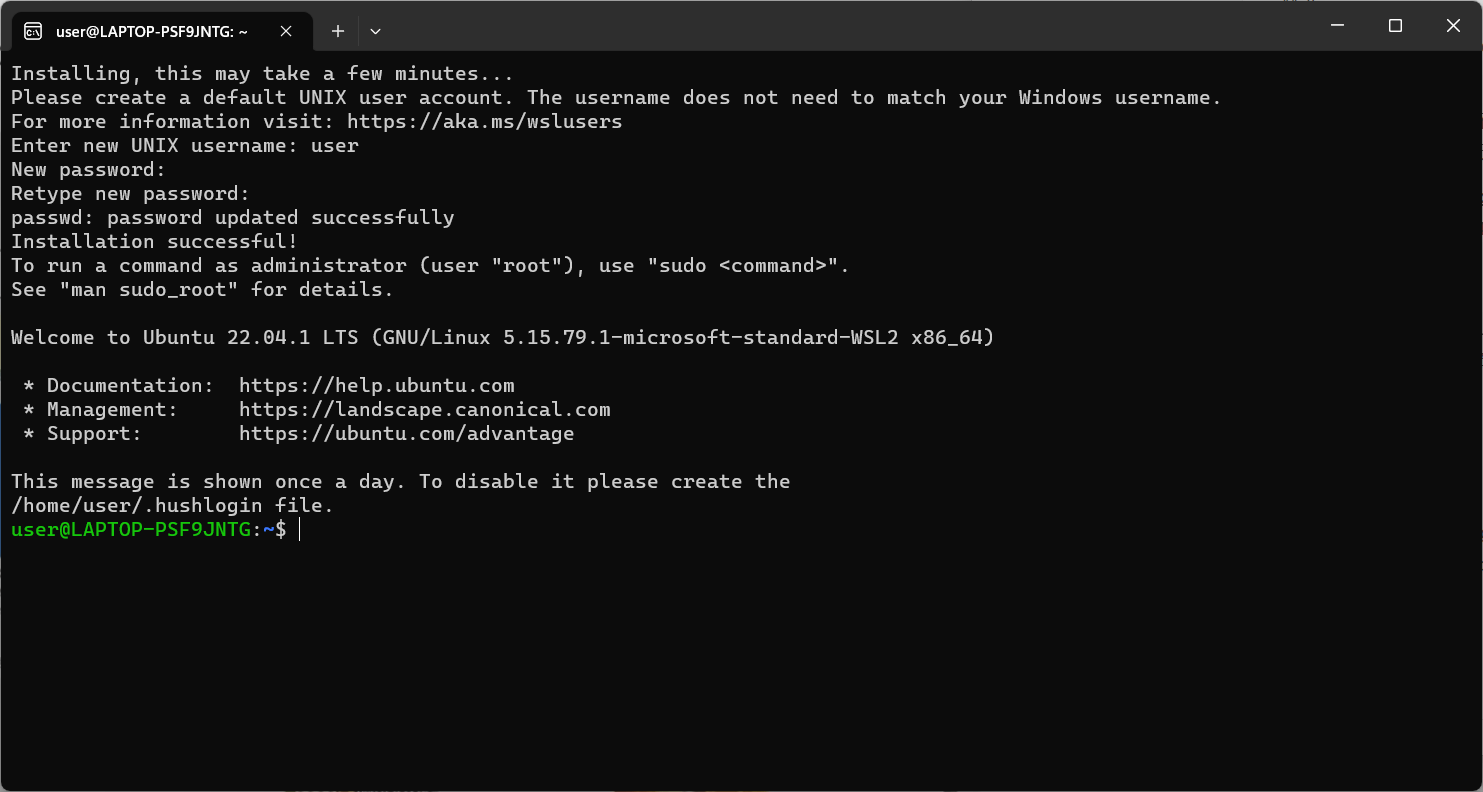 user@LAPTOP-PSF9JNTG: ~
Installing, this may take a few minutes...
Please create a default UNIX user account. The username does not need to match your Windows username.
For more information visit: https://aka.ms/wslusers
Enter new UNIX username: user
New password:
Retype new password:
passwd: password updated successfully
Installation successful!
To run a command as administrator (user "root"), use "sudo <command>".
See "man sudo_root" for details.

Welcome to Ubuntu 22.04.1 LTS (GNU/Linux 5.15.79.1-microsoft-standard-WSL2 x86_64)

 * Documentation:  https://help.ubuntu.com
 * Management:     https://landscape.canonical.com
 * Support:        https://ubuntu.com/advantage

This message is shown once a day. To disable it please create the
/home/user/.hushlogin file.
user@LAPTOP-PSF9JNTG:~$